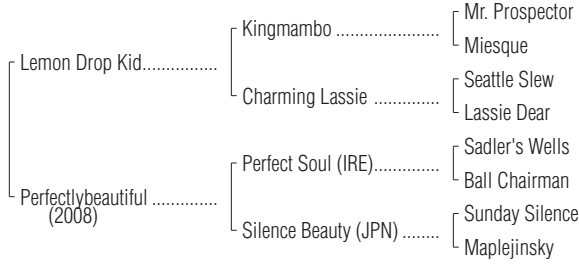 Mr. Prospector
Kingmambo .......................
Miesque
Lemon Drop Kid...............
Seattle Slew
Charming Lassie ..............
Lassie Dear
Sadler's Wells
Perfect Soul (IRE)..............
Ball Chairman
Perfectlybeautiful ..............
(2008)
Sunday Silence
Silence Beauty (JPN) ........
Maplejinsky